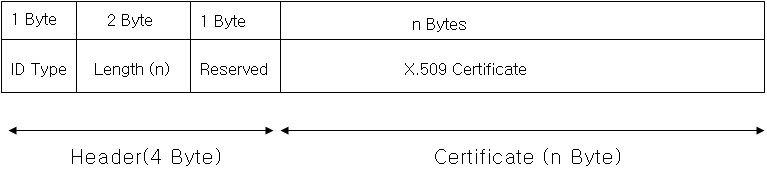 1 Byte 2 Byte 1 Byte n Bytes
ID Type Length (n) Reserved X.509 Certificate
Header(4 Byte) Certificate (n Byte)